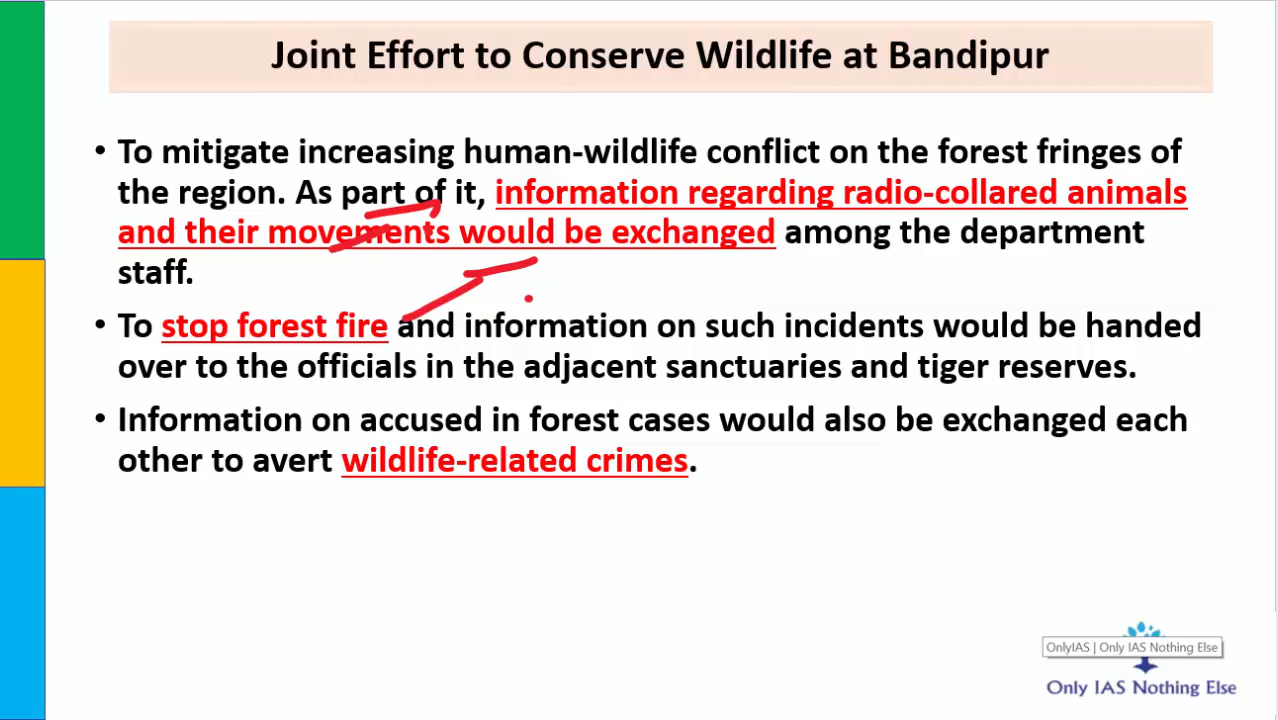 Joint Effort to Conserve Wildlife at Bandipur
• To mitigate increasing human-wildlife conflict on the forest fringes of
the region. As part of it, information regarding radio-collared animals
and their movements would be exchanged among the department
staff.
• To stop forest fire and information on such incidents would be handed
over to the officials in the adjacent sanctuaries and tiger reserves.
• Information on accused in forest cases would also be exchanged each
other to avert wildlife-related crimes.
OnlyIAS | Only IAS Nothing Else
Only IAS Nothing Else